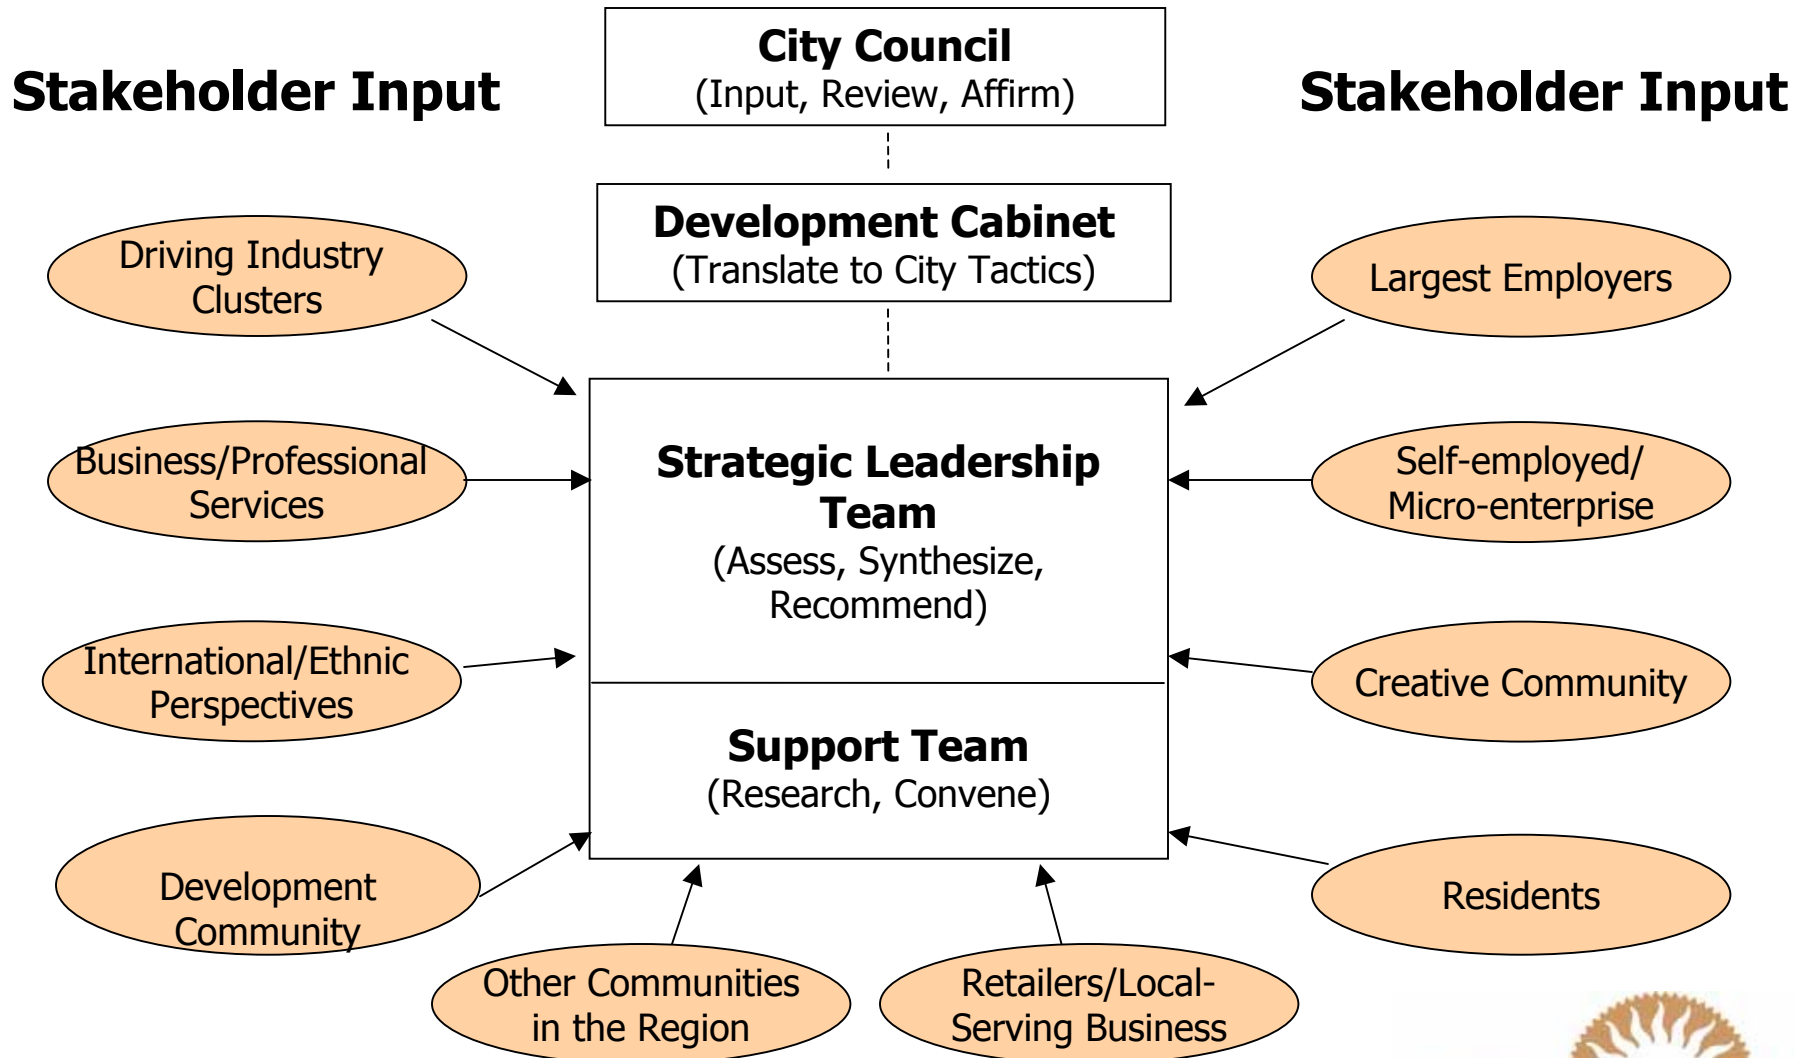 City Council
(Input, Review, Affirm)
Stakeholder Input
Stakeholder Input
Development Cabinet
(Translate to City Tactics)
Driving Industry
Clusters
Largest Employers
Business/Professional
Services
Strategic Leadership
Team
(Assess, Synthesize,
Recommend)
Self-employed/
Micro-enterprise
International/Ethnic
Perspectives
Creative Community
Support Team
(Research, Convene)
Development
Community
Residents
Other Communities
in the Region
Retailers/Local-
Serving Business